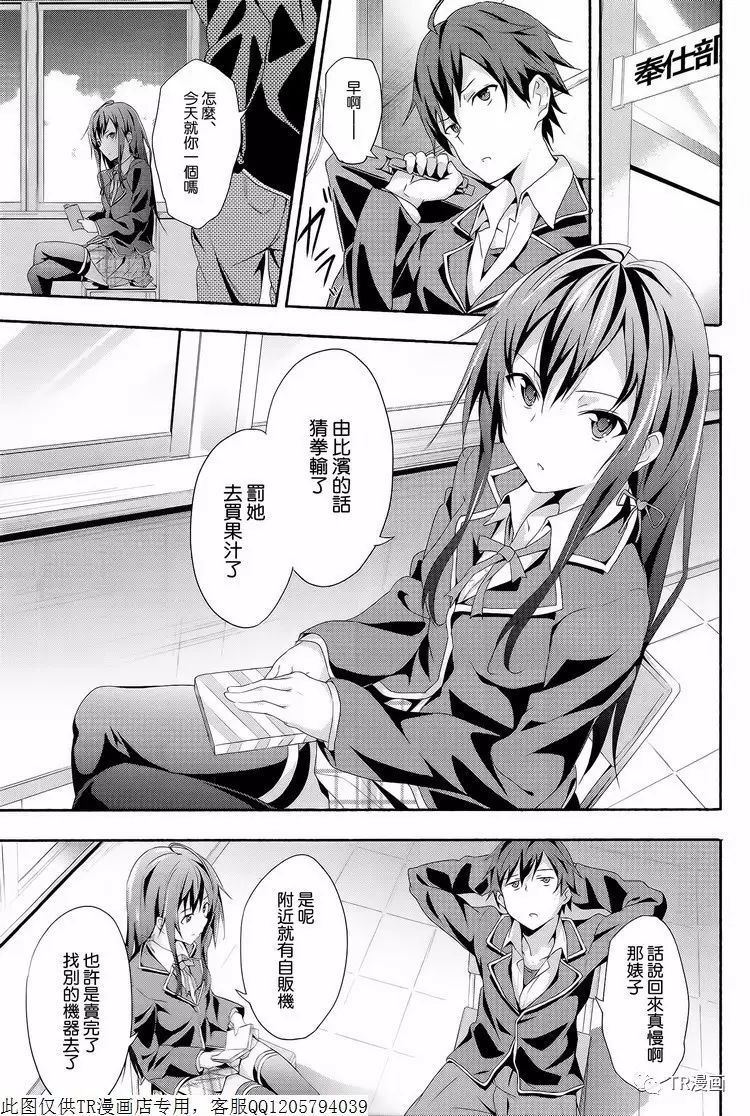 奉仕部
早啊——
怎麼、
今天就你一個嗎
由比濱的話
猜拳輸了
罰她
去買果汁了
話說回來真慢啊
那婊子
是呢
附近就有自販機
也許是賣完了
找別的機器去了
TR漫画
此图仅供TR漫画店专用，客服QQ1205794039